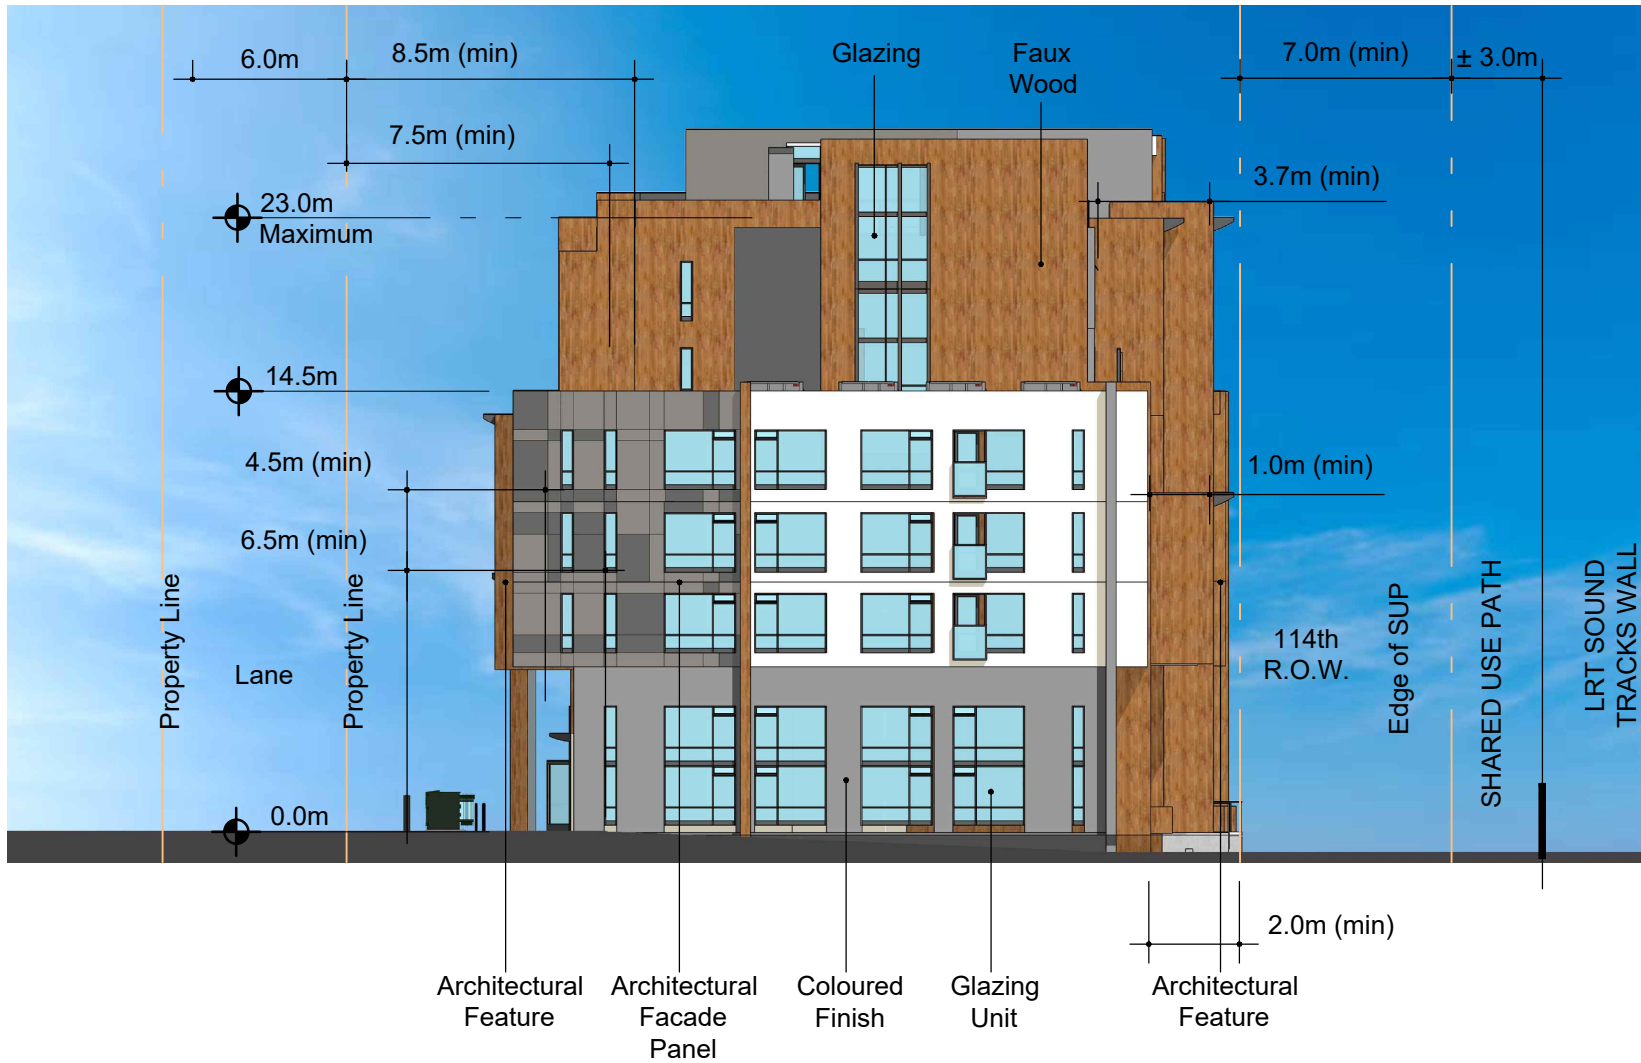 6.0m
8.5m (min)
Glazing
Faux
Wood
7.0m (min)
± 3.0m
7.5m (min)
3.7m (min)
23.0m
Maximum
14.5m
4.5m (min)
1.0m (min)
6.5m (min)
Property Line
Lane
Property Line
114th
R.O.W.
Edge of SUP
SHARED USE PATH
LRT SOUND
TRACKS WALL
0.0m
2.0m (min)
Architectural
Feature
Architectural
Facade
Panel
Coloured
Finish
Glazing
Unit
Architectural
Feature